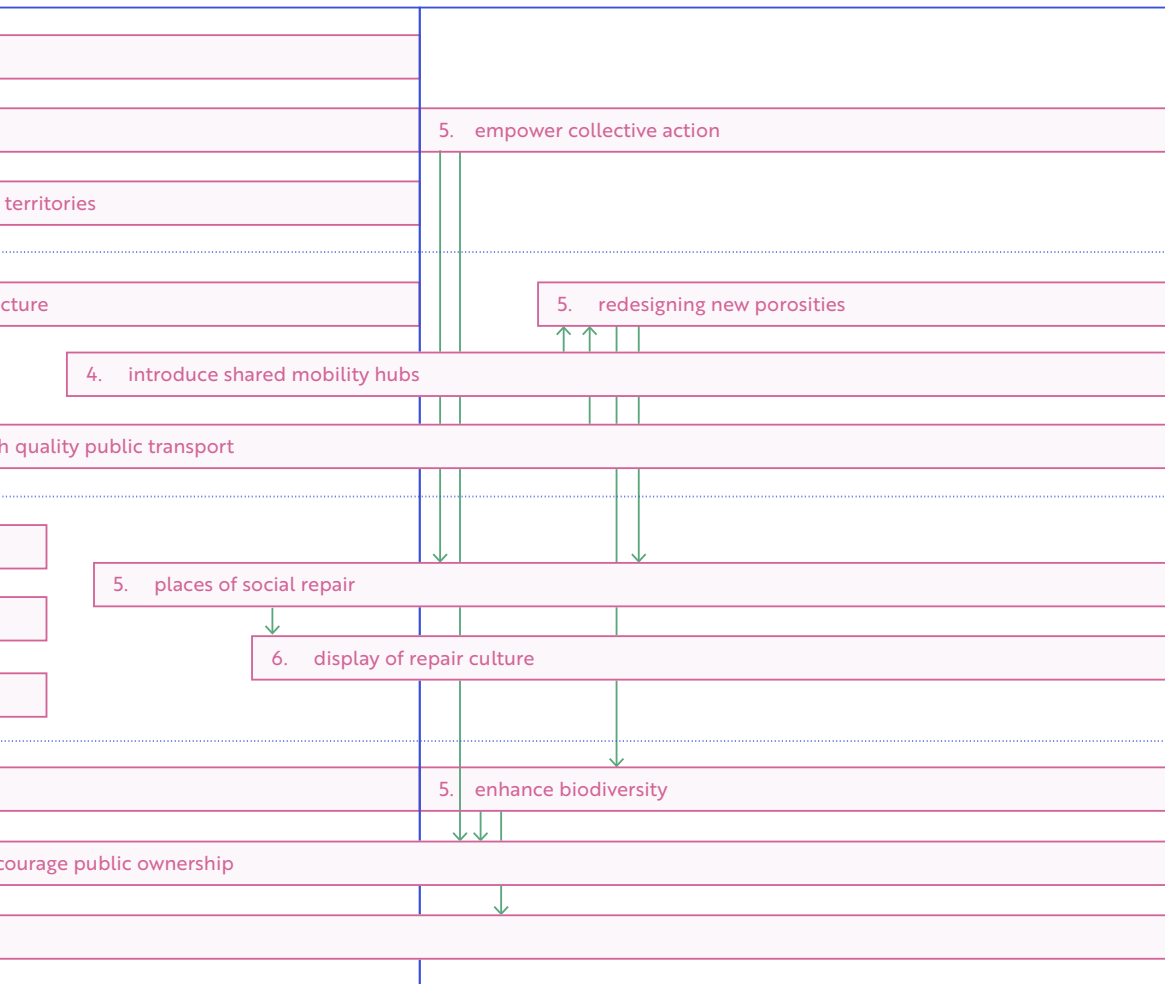 5. empower collective action
territories
cture
5. redesigning new porosities
4. introduce shared mobility hubs
h quality public transport
5. places of social repair
6. display of repair culture
5. enhance biodiversity
courage public ownership